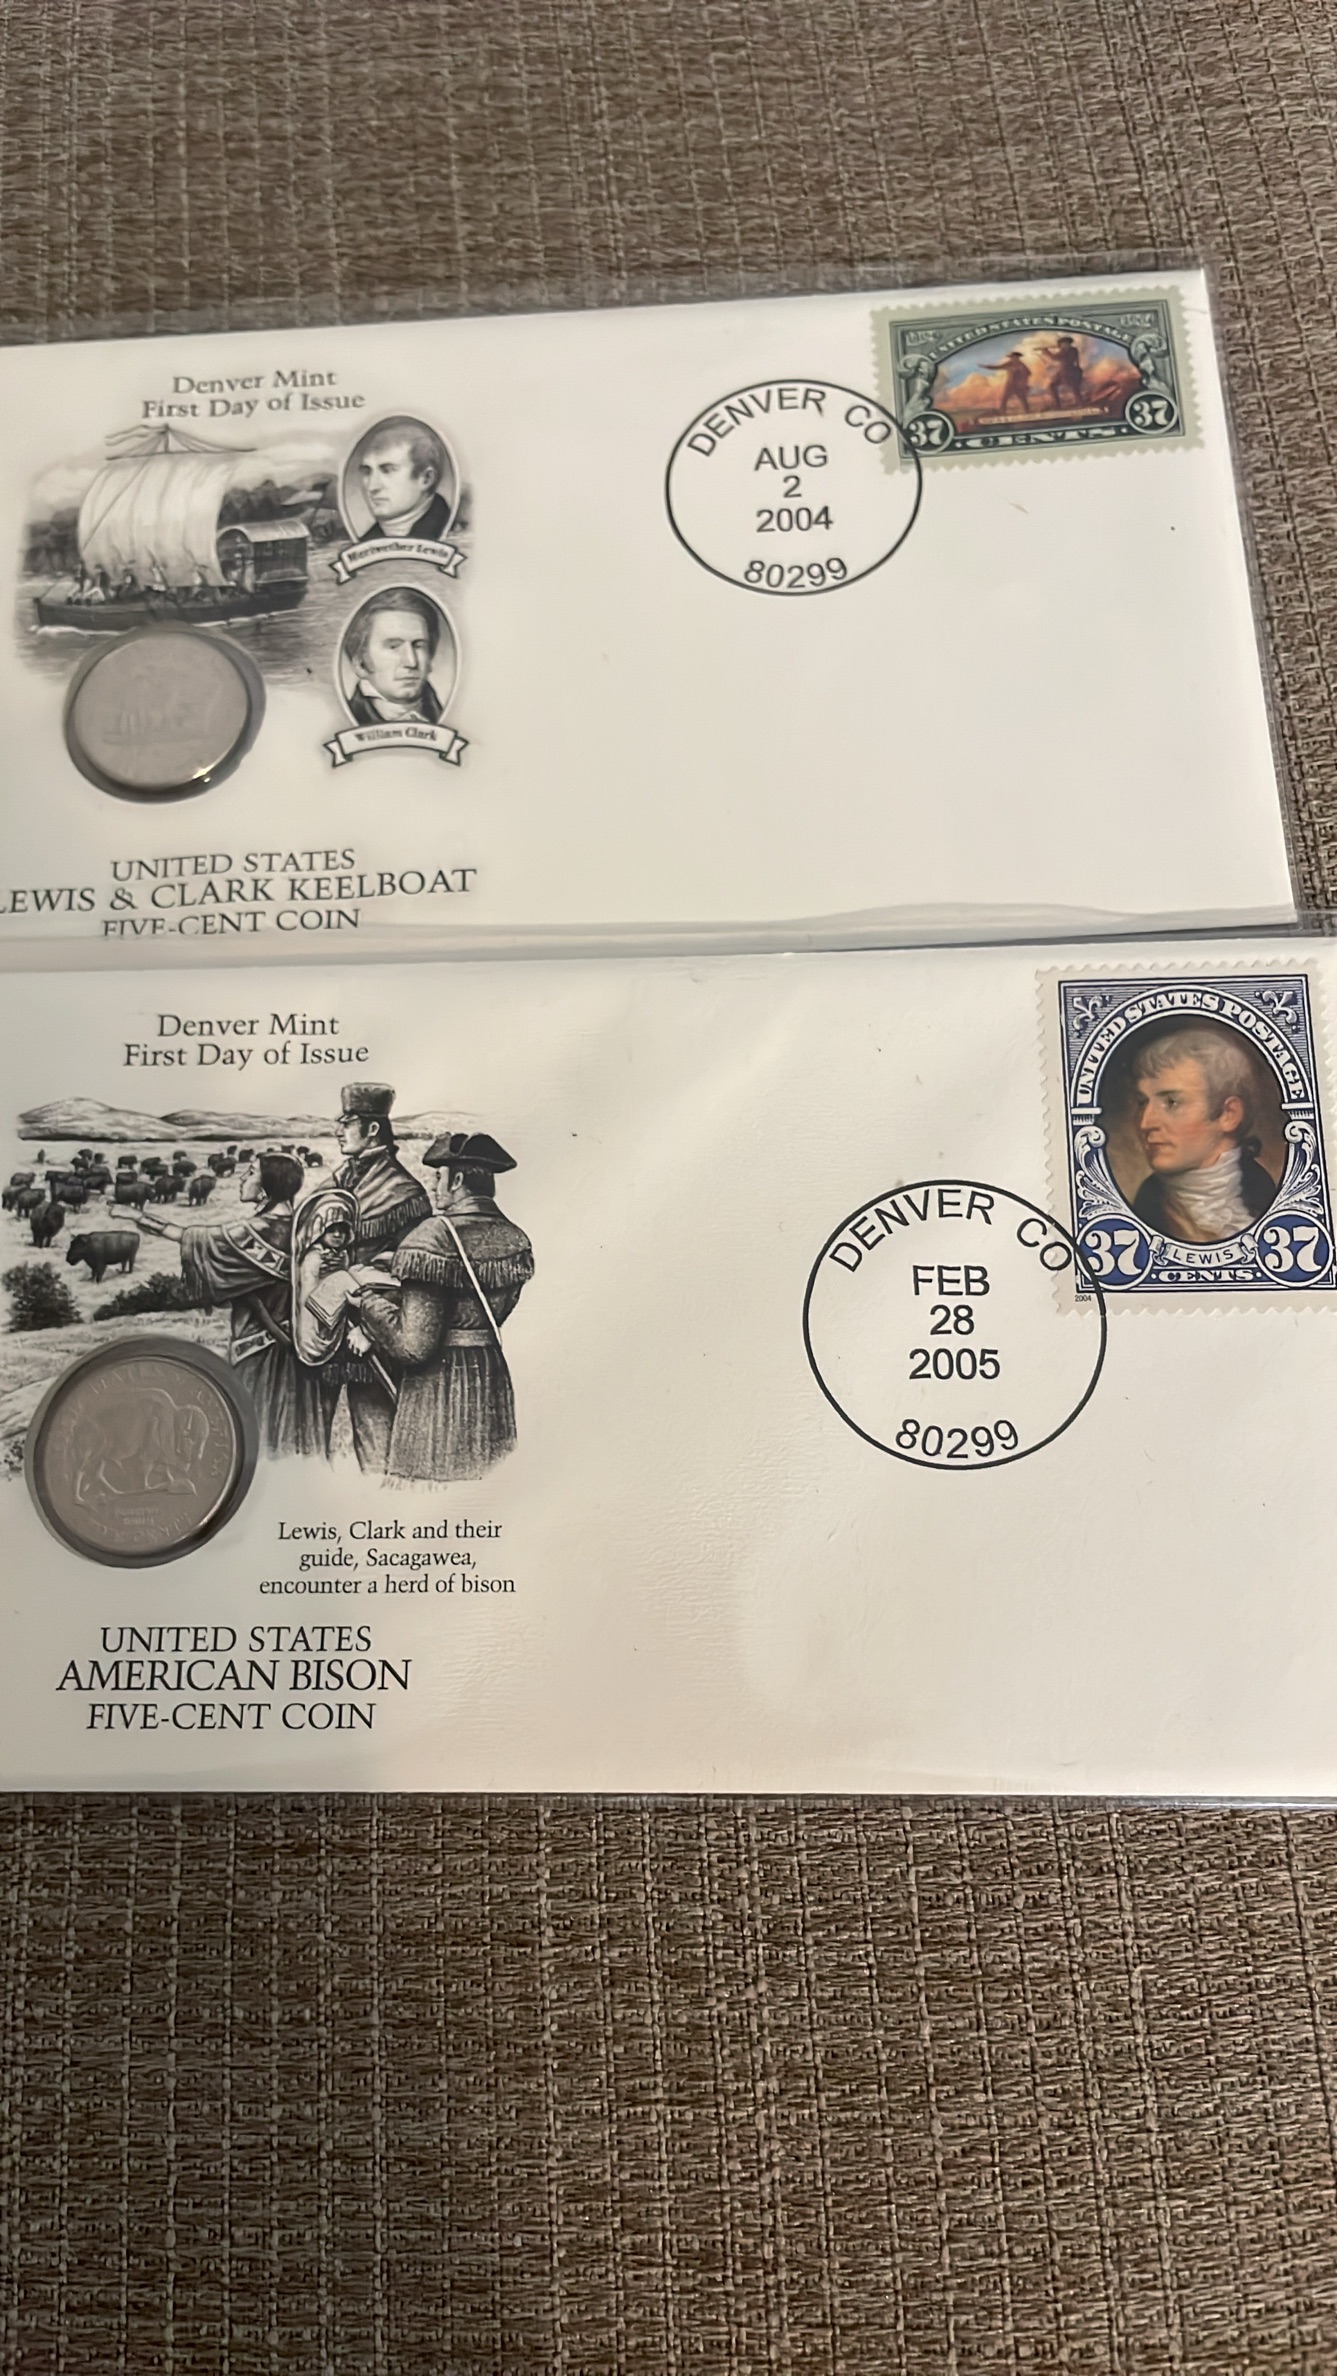 Denver Mint
First Day of Issue
Meriwether Lewis
William Clark
UNITED STATES
LEWIS & CLARK KEELBOAT
FIVE-CENT COIN
DENVER CO
AUG
2
2004
80299
UNITED STATES POSTAGE
37 CENTS 37
Denver Mint
First Day of Issue
Lewis, Clark and their
guide, Sacagawea,
encounter a herd of bison
UNITED STATES
AMERICAN BISON
FIVE-CENT COIN
DENVER CO
FEB
28
2005
80299
UNITED STATES POSTAGE
37 LEWIS 37
CENTS
2004